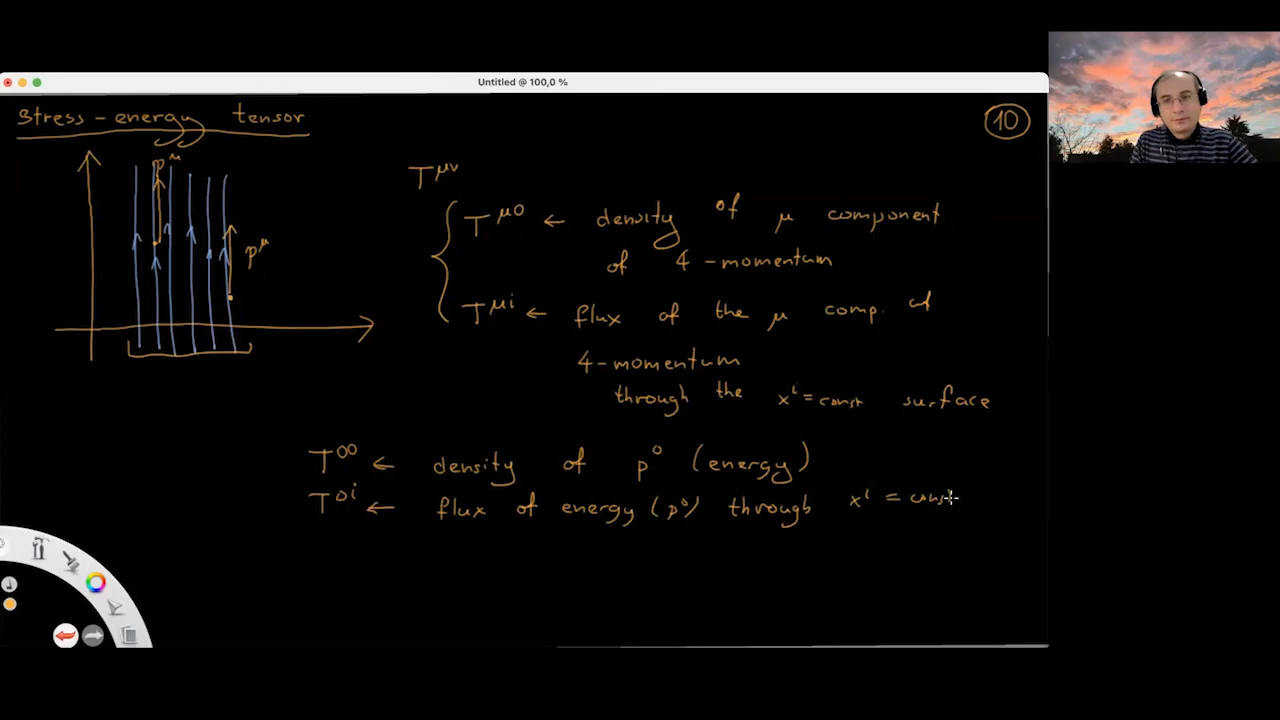 Untitled @ 100,0 %
Stress-energy tensor
10
p^μ
p^μ
T^μν
T^μ0 ← density of μ component
of 4-momentum
T^μi ← flux of the μ comp. of
4-momentum
through the x^i = const surface
T^00 ← density of p^0 (energy)
T^0i ← flux of energy (p^0) through x^i = const